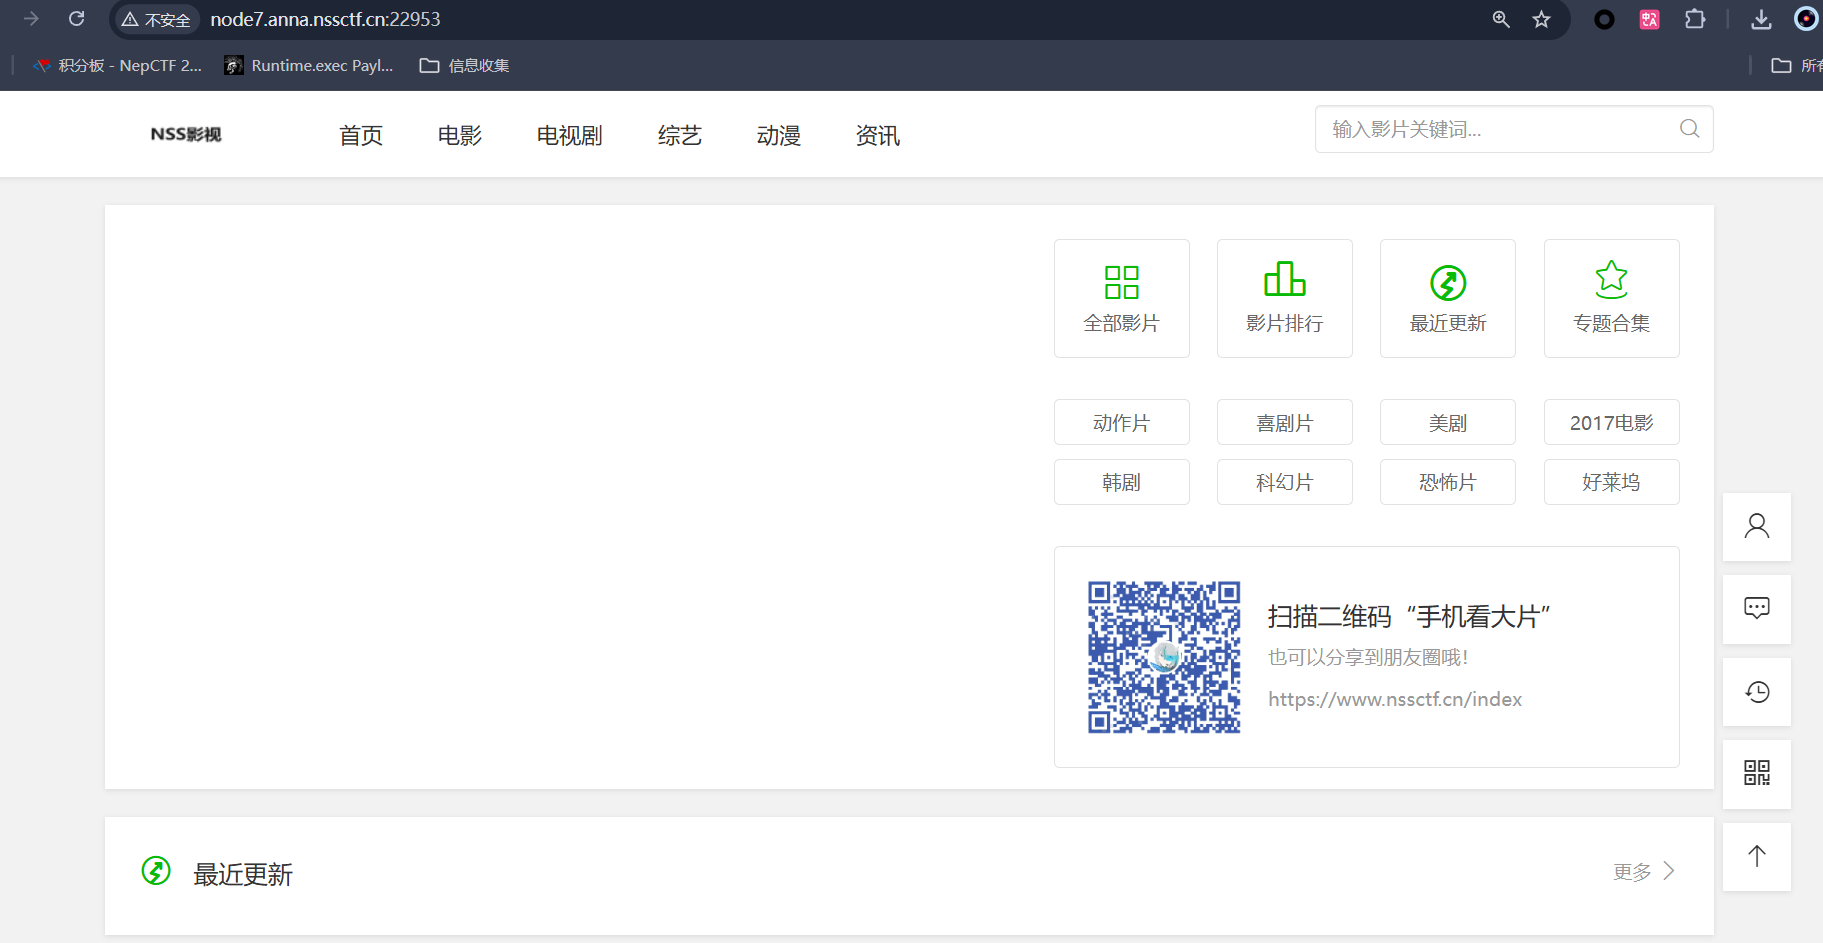 不安全 node7.anna.nssctf.cn:22953
积分板 - NepCTF 2... Runtime.exec Payl... 信息收集 所有
NSS影视 首页 电影 电视剧 综艺 动漫 资讯 输入影片关键词...
全部影片 影片排行 最近更新 专题合集
动作片 喜剧片 美剧 2017电影
韩剧 科幻片 恐怖片 好莱坞
扫描二维码“手机看大片”
也可以分享到朋友圈哦!
https://www.nssctf.cn/index
最近更新 更多